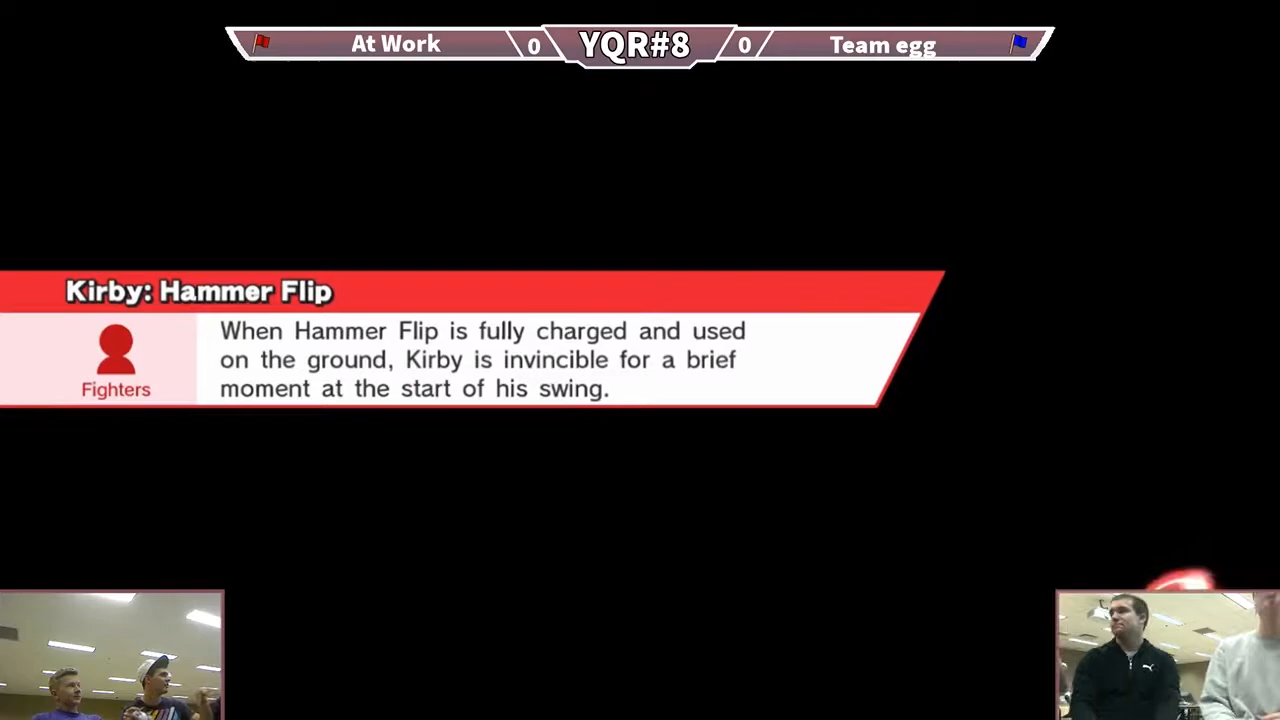 At Work 0 YQR#8 0 Team egg
Kirby: Hammer Flip
When Hammer Flip is fully charged and used
on the ground, Kirby is invincible for a brief
moment at the start of his swing.
Fighters